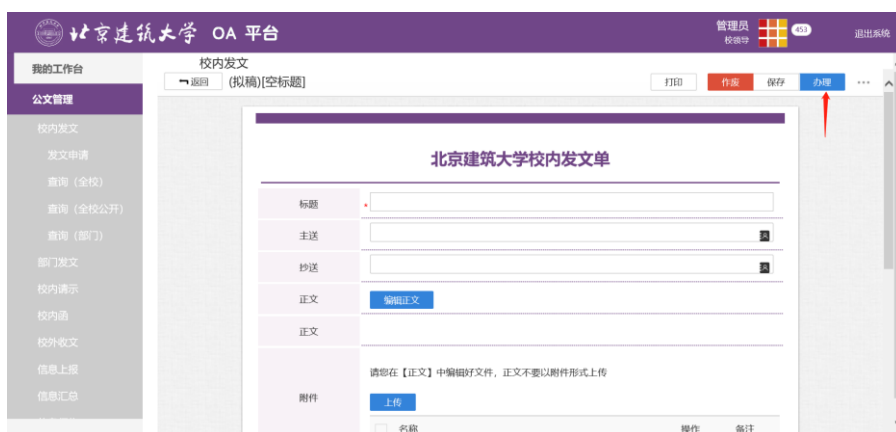 北京建筑大学 OA 平台
管理员
校领导
453
退出系统
我的工作台
公文管理
校内发文
发文申请
查询（全校）
查询（全校公开）
查询（部门）
部门发文
校内请示
校内函
校外收文
信息上报
信息汇总
校内发文
返回 (拟稿)[空标题]
打印 作废 保存 办理 ...
北京建筑大学校内发文单
标题 *
主送
抄送
正文 编辑正文
正文
附件
请您在【正文】中编辑好文件，正文不要以附件形式上传
上传
名称 操作 备注